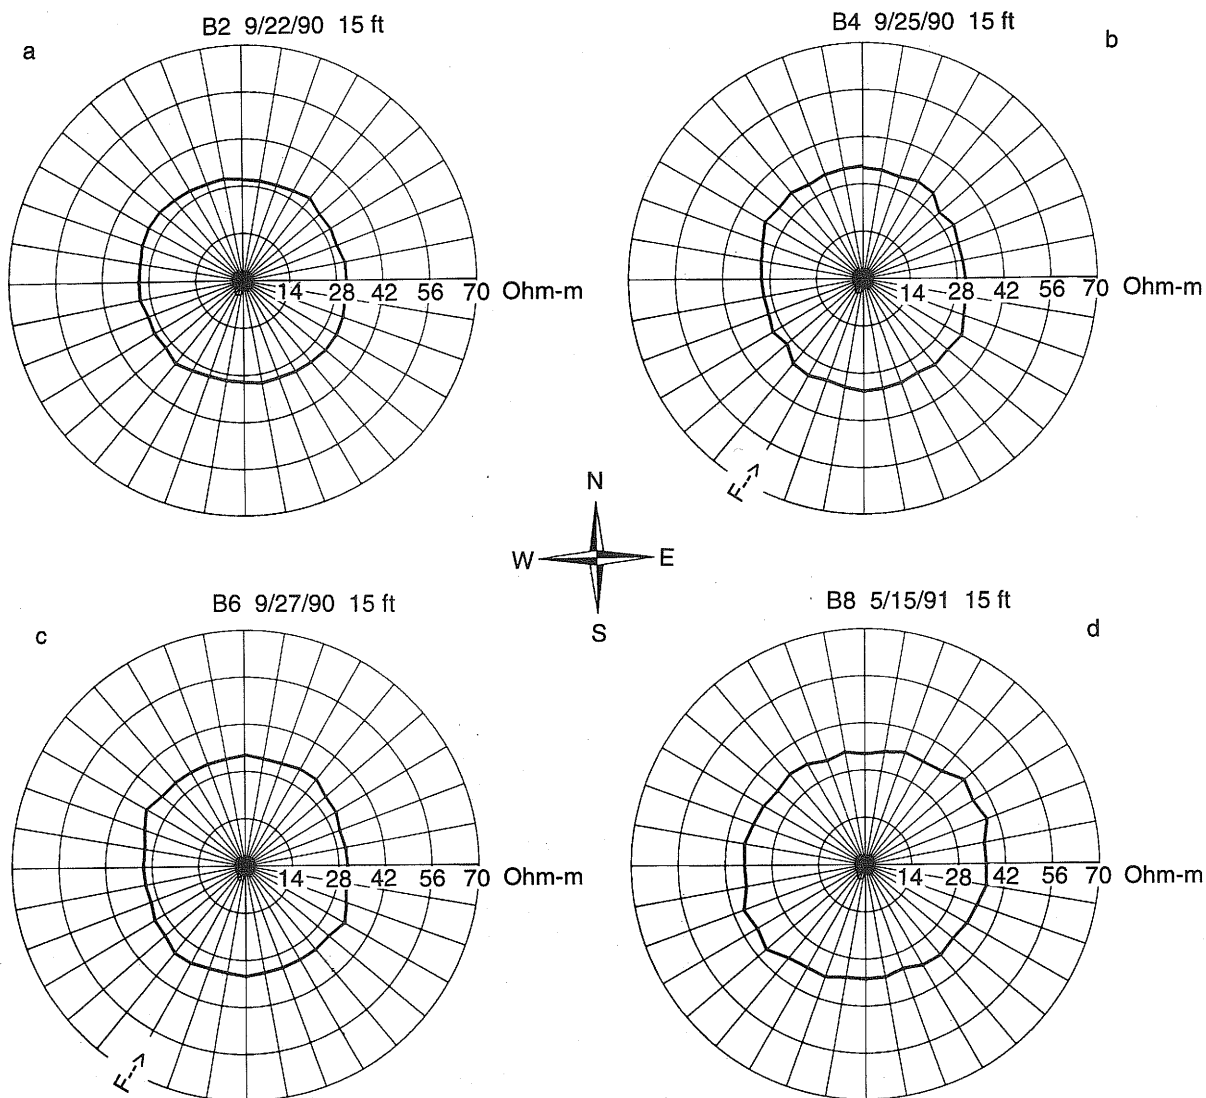 a
B2 9/22/90 15 ft
14 28 42 56 70 Ohm-m
b
B4 9/25/90 15 ft
14 28 42 56 70 Ohm-m
F-->
N
W E
S
c
B6 9/27/90 15 ft
14 28 42 56 70 Ohm-m
F-->
d
B8 5/15/91 15 ft
14 28 42 56 70 Ohm-m